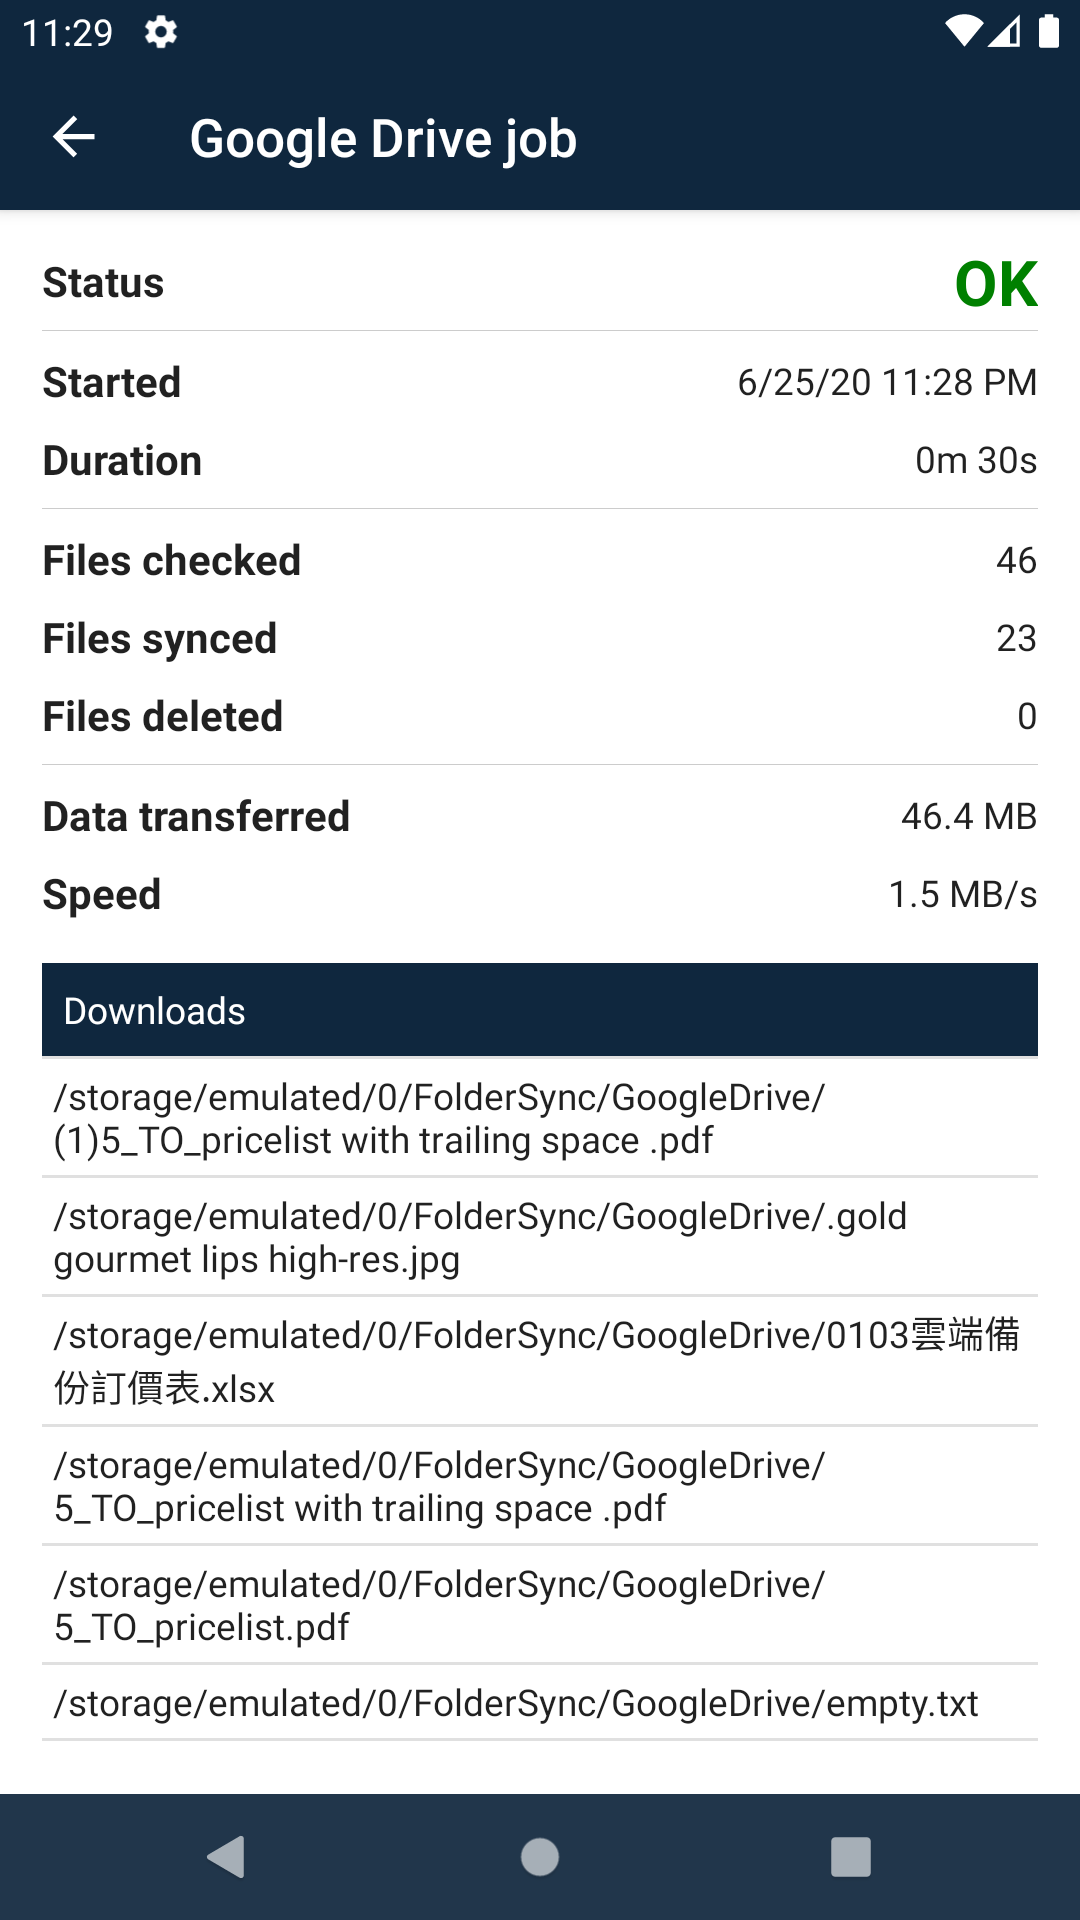 11:29
Google Drive job
Status OK
Started 6/25/20 11:28 PM
Duration 0m 30s
Files checked 46
Files synced 23
Files deleted 0
Data transferred 46.4 MB
Speed 1.5 MB/s
Downloads
/storage/emulated/0/FolderSync/GoogleDrive/
(1)5_TO_pricelist with trailing space .pdf
/storage/emulated/0/FolderSync/GoogleDrive/.gold
gourmet lips high-res.jpg
/storage/emulated/0/FolderSync/GoogleDrive/0103雲端備
份訂價表.xlsx
/storage/emulated/0/FolderSync/GoogleDrive/
5_TO_pricelist with trailing space .pdf
/storage/emulated/0/FolderSync/GoogleDrive/
5_TO_pricelist.pdf
/storage/emulated/0/FolderSync/GoogleDrive/empty.txt